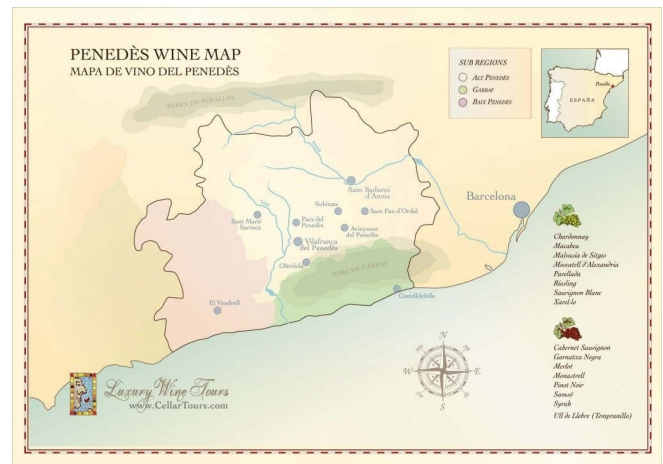 PENEDÈS WINE MAP
MAPA DE VINO DEL PENEDÈS
SUB REGIONS
ALT PENEDÈS
GARRAF
BAIX PENEDÈS
Penedès
ESPAÑA
SERRA DE MIRALLES
Sant Sadurní
d'Anoia
Barcelona
Subirats
Sant Pau d'Ordal
Sant Martí
Sarroca
Pacs del
Penedès
Avinyonet
del Penedès
Vilafranca
del Penedès
Olèrdola
PARC DE GARRAF
Castelldefells
El Vendrell
Chardonnay
Macabeu
Malvasia de Sitges
Moscatell d'Alexandria
Parellada
Riesling
Sauvignon Blanc
Xarel·lo
Cabernet Sauvignon
Garnatxa Negra
Merlot
Monastrell
Pinot Noir
Samsó
Syrah
Ull de Llebre (Tempranillo)
N
W
E
S
Luxury Wine Tours
www.CellarTours.com